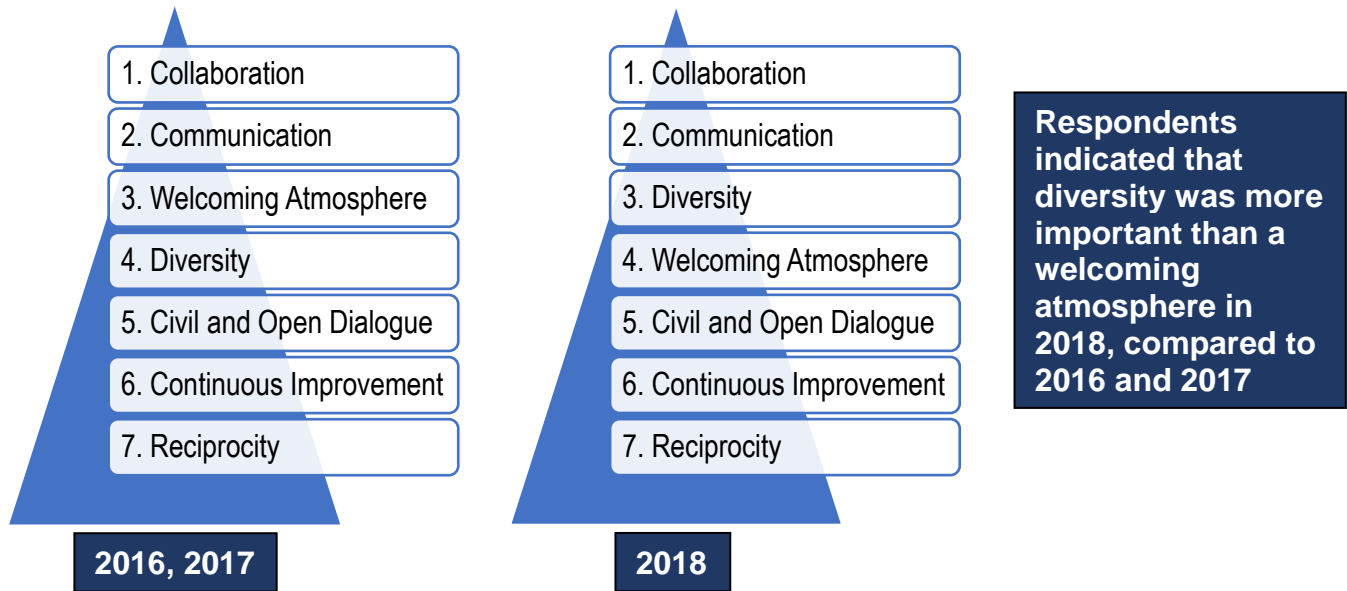 1. Collaboration
2. Communication
3. Welcoming Atmosphere
4. Diversity
5. Civil and Open Dialogue
6. Continuous Improvement
7. Reciprocity
2016, 2017
1. Collaboration
2. Communication
3. Diversity
4. Welcoming Atmosphere
5. Civil and Open Dialogue
6. Continuous Improvement
7. Reciprocity
2018
Respondents
indicated that
diversity was more
important than a
welcoming
atmosphere in
2018, compared to
2016 and 2017